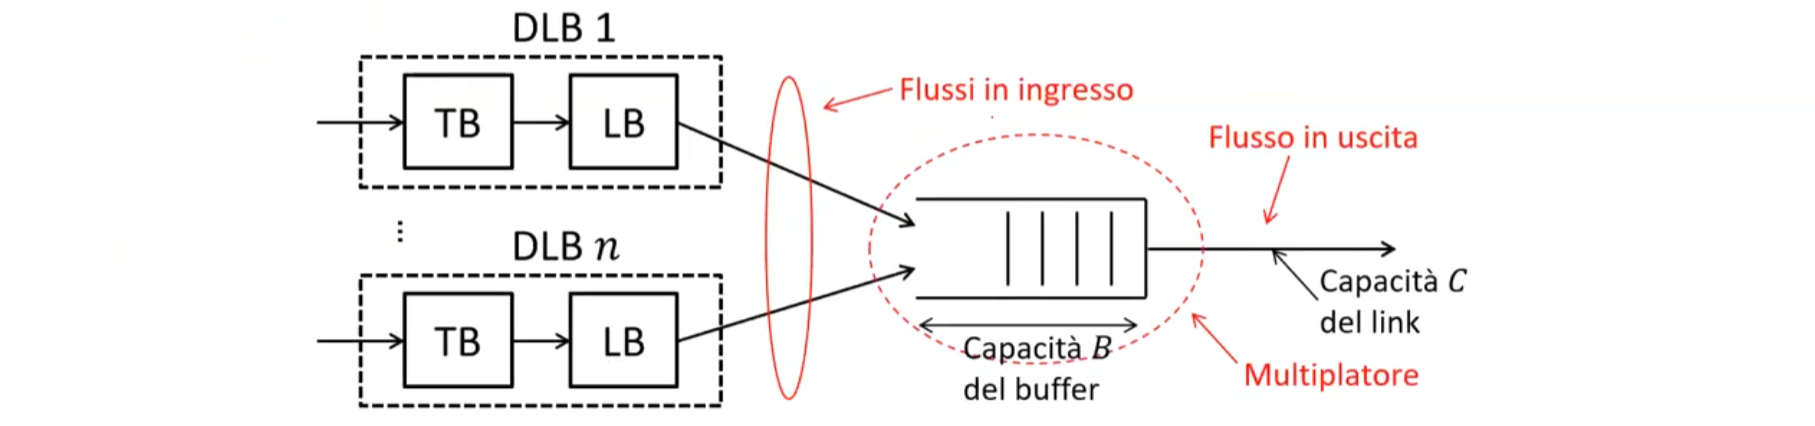 DLB 1
TB
LB
Flussi in ingresso
Flusso in uscita
⋮
DLB n
TB
LB
Capacità B
del buffer
Capacità C
del link
Multiplatore